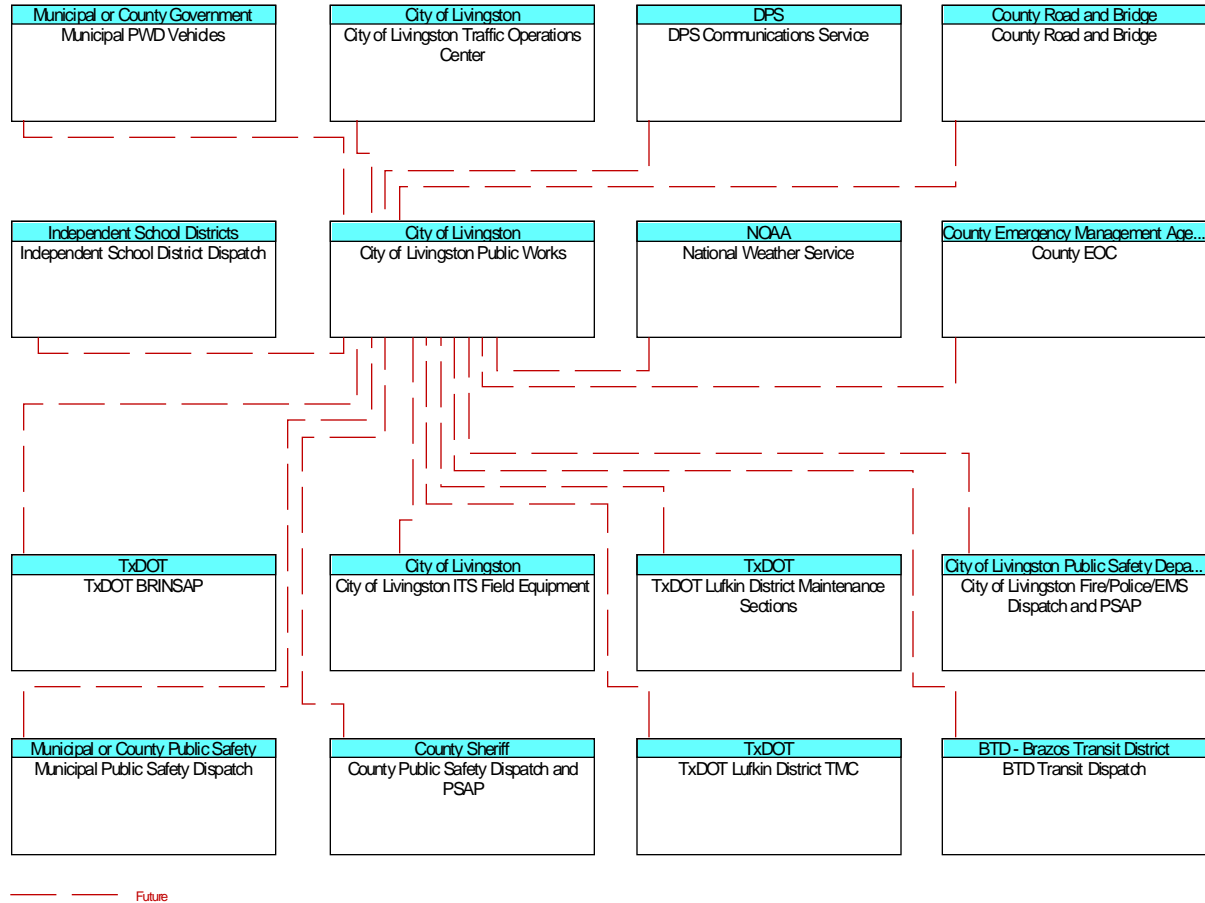 Municipal or County Government
Municipal PWD Vehicles
City of Livingston
City of Livingston Traffic Operations
Center
DPS
DPS Communications Service
County Road and Bridge
County Road and Bridge
Independent School Districts
Independent School District Dispatch
City of Livingston
City of Livingston Public Works
NOAA
National Weather Service
County Emergency Management Age...
County EOC
TxDOT
TxDOT BRINSAP
City of Livingston
City of Livingston ITS Field Equipment
TxDOT
TxDOT Lufkin District Maintenance
Sections
City of Livingston Public Safety Depa...
City of Livingston Fire/Police/EMS
Dispatch and PSAP
Municipal or County Public Safety
Municipal Public Safety Dispatch
County Sheriff
County Public Safety Dispatch and
PSAP
TxDOT
TxDOT Lufkin District TMC
BTD - Brazos Transit District
BTD Transit Dispatch
Future